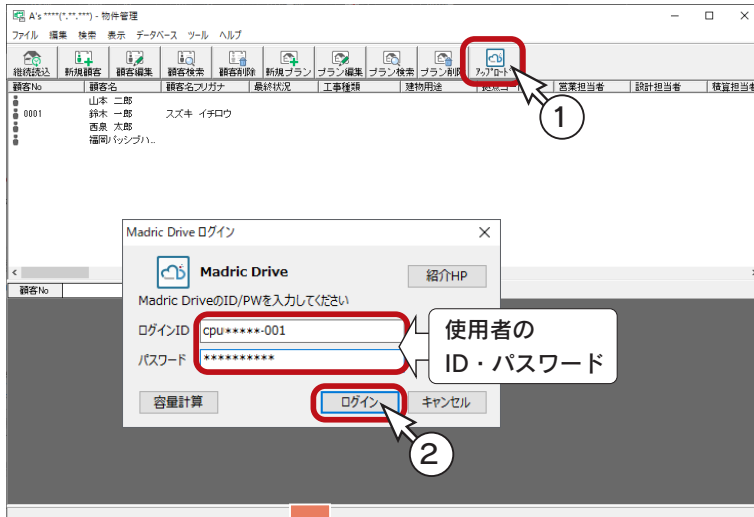 A's ****(*.**.***) - 物件管理
ファイル 編集 検索 表示 データベース ツール ヘルプ
継続読込 新規顧客 顧客編集 顧客検索 顧客削除 新規プラン プラン編集 プラン検索 プラン削除 アップロード
顧客No 顧客名 顧客名フリガナ 最終状況 工事種類 建物用途 営業担当者 設計担当者 積算担当者
山本 二郎
0001 鈴木 一郎 スズキ イチロウ
西泉 太郎
福岡パッシブハ...
1
Madric Drive ログイン
Madric Drive
紹介HP
Madric DriveのID/PWを入力してください
ログインID cpu*****-001
パスワード **********
使用者の
ID・パスワード
容量計算 ログイン キャンセル
2
顧客No